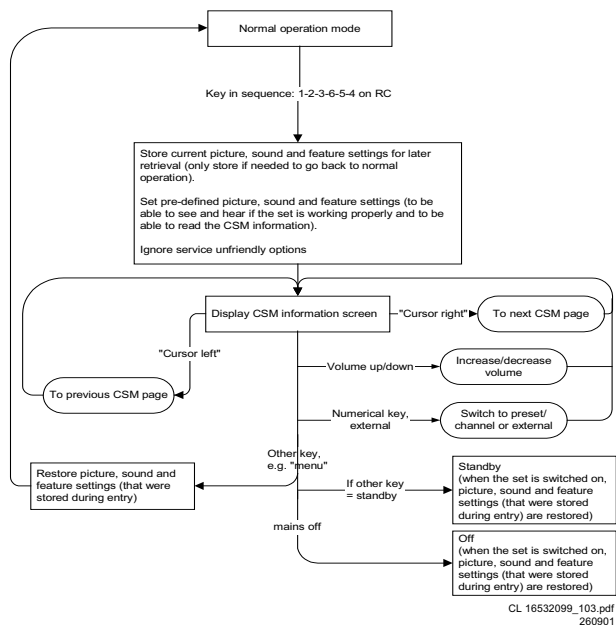 Normal operation mode
Key in sequence: 1-2-3-6-5-4 on RC
Store current picture, sound and feature settings for later
retrieval (only store if needed to go back to normal
operation).
Set pre-defined picture, sound and feature settings (to be
able to see and hear if the set is working properly and to be
able to read the CSM information).
Ignore service unfriendly options
Display CSM information screen
"Cursor right"
To next CSM page
"Cursor left"
To previous CSM page
Volume up/down
Increase/decrease
volume
Numerical key,
external
Switch to preset/
channel or external
Other key,
e.g. "menu"
Restore picture, sound and
feature settings (that were
stored during entry)
If other key
= standby
Standby
(when the set is switched on,
picture, sound and feature
settings (that were stored
during entry) are restored)
mains off
Off
(when the set is switched on,
picture, sound and feature
settings (that were stored
during entry) are restored)
CL 16532099_103.pdf
260901